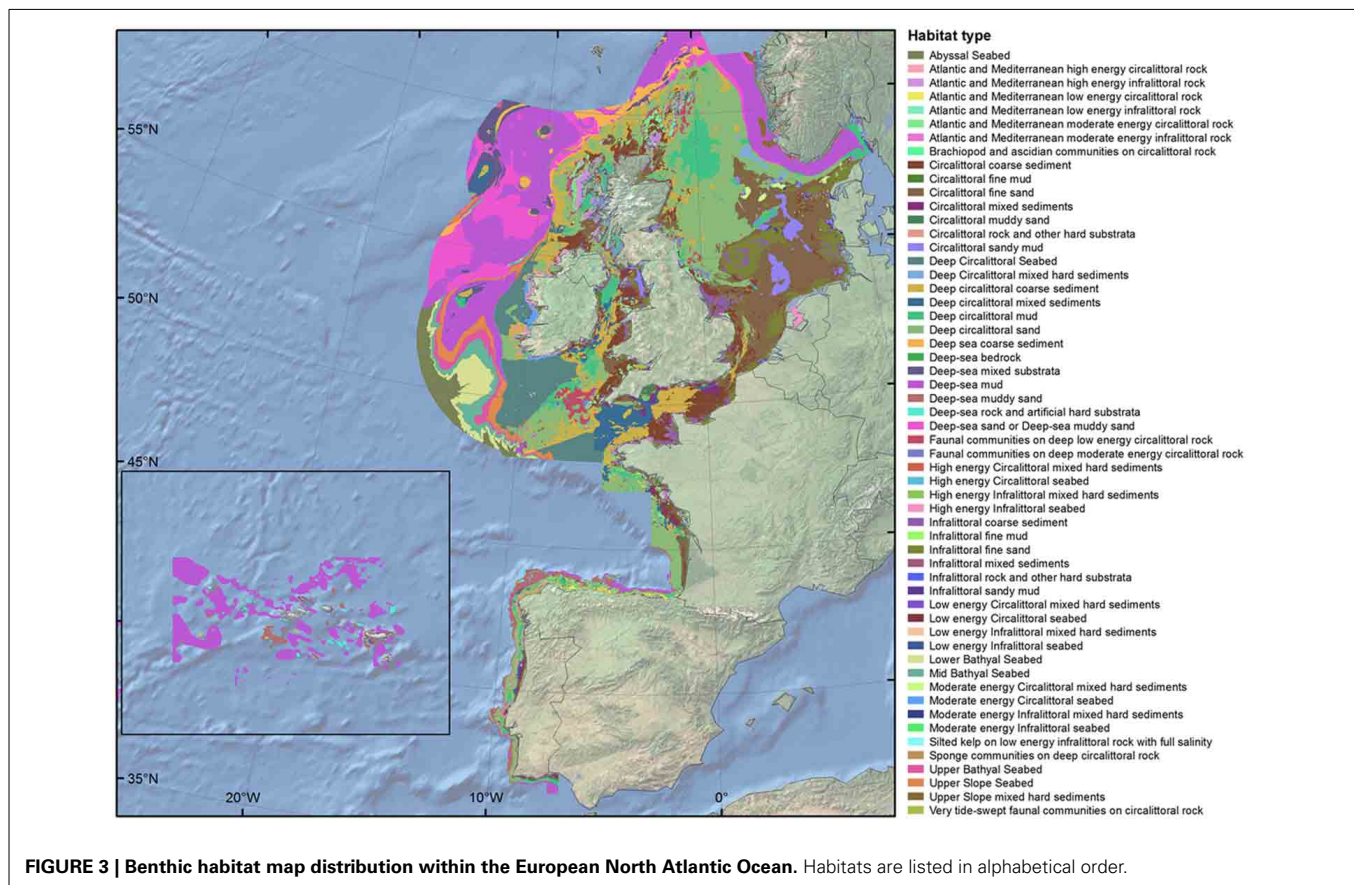 55°N
50°N
45°N
35°N
20°W
10°W
0°
Habitat type
Abyssal Seabed
Atlantic and Mediterranean high energy circalittoral rock
Atlantic and Mediterranean high energy infralittoral rock
Atlantic and Mediterranean low energy circalittoral rock
Atlantic and Mediterranean low energy infralittoral rock
Atlantic and Mediterranean moderate energy circalittoral rock
Atlantic and Mediterranean moderate energy infralittoral rock
Brachiopod and ascidian communities on circalittoral rock
Circalittoral coarse sediment
Circalittoral fine mud
Circalittoral fine sand
Circalittoral mixed sediments
Circalittoral muddy sand
Circalittoral rock and other hard substrata
Circalittoral sandy mud
Deep Circalittoral Seabed
Deep Circalittoral mixed hard sediments
Deep circalittoral coarse sediment
Deep circalittoral mixed sediments
Deep circalittoral mud
Deep circalittoral sand
Deep sea coarse sediment
Deep-sea bedrock
Deep-sea mixed substrata
Deep-sea mud
Deep-sea muddy sand
Deep-sea rock and artificial hard substrata
Deep-sea sand or Deep-sea muddy sand
Faunal communities on deep low energy circalittoral rock
Faunal communities on deep moderate energy circalittoral rock
High energy Circalittoral mixed hard sediments
High energy Circalittoral seabed
High energy Infralittoral mixed hard sediments
High energy Infralittoral seabed
Infralittoral coarse sediment
Infralittoral fine mud
Infralittoral fine sand
Infralittoral mixed sediments
Infralittoral rock and other hard substrata
Infralittoral sandy mud
Low energy Circalittoral mixed hard sediments
Low energy Circalittoral seabed
Low energy Infralittoral mixed hard sediments
Low energy Infralittoral seabed
Lower Bathyal Seabed
Mid Bathyal Seabed
Moderate energy Circalittoral mixed hard sediments
Moderate energy Circalittoral seabed
Moderate energy Infralittoral mixed hard sediments
Moderate energy Infralittoral seabed
Silted kelp on low energy infralittoral rock with full salinity
Sponge communities on deep circalittoral rock
Upper Bathyal Seabed
Upper Slope Seabed
Upper Slope mixed hard sediments
Very tide-swept faunal communities on circalittoral rock
FIGURE 3 | Benthic habitat map distribution within the European North Atlantic Ocean. Habitats are listed in alphabetical order.